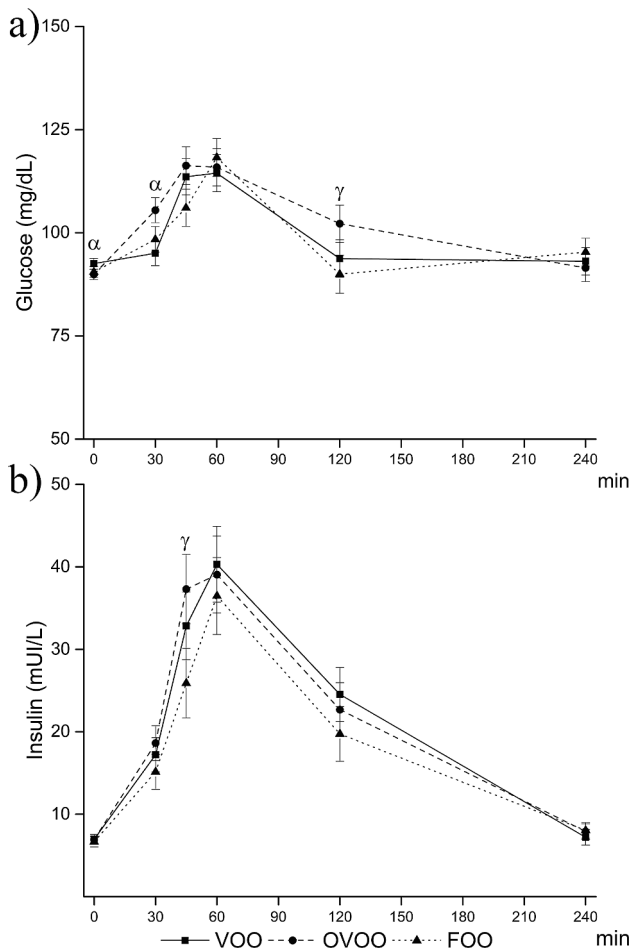 a)
150
125
100
75
50
Glucose (mg/dL)
α
α
γ
0 30 60 90 120 150 180 210 240
min
b)
50
40
30
20
10
Insulin (mUI/L)
γ
0 30 60 90 120 150 180 210 240
min
VOO OVOO FOO